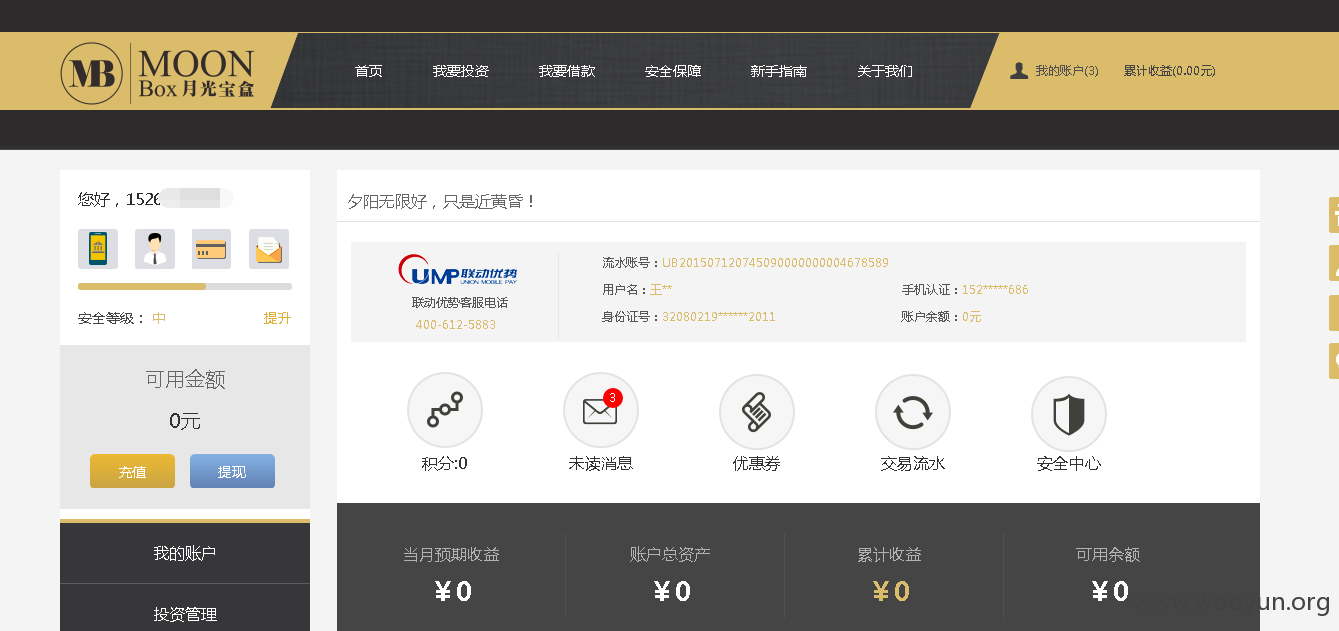 MB MOON
Box 月光宝盒
首页 我要投资 我要借款 安全保障 新手指南 关于我们
我的账户(3) 累计收益(0.00元)
您好，1526
安全等级： 中 提升
可用金额
0元
充值 提现
我的账户
投资管理
夕阳无限好，只是近黄昏！
UMP 联动优势
UNION MOBILE PAY
联动优势客服电话
400-612-5883
流水账号：UB201507120745090000000004678589
用户名：王** 手机认证：152*****686
身份证号：32080219******2011 账户余额：0元
3
积分:0 未读消息 优惠券 交易流水 安全中心
当月预期收益 账户总资产 累计收益 可用余额
¥0 ¥0 ¥0 ¥0
www.wooyun.org